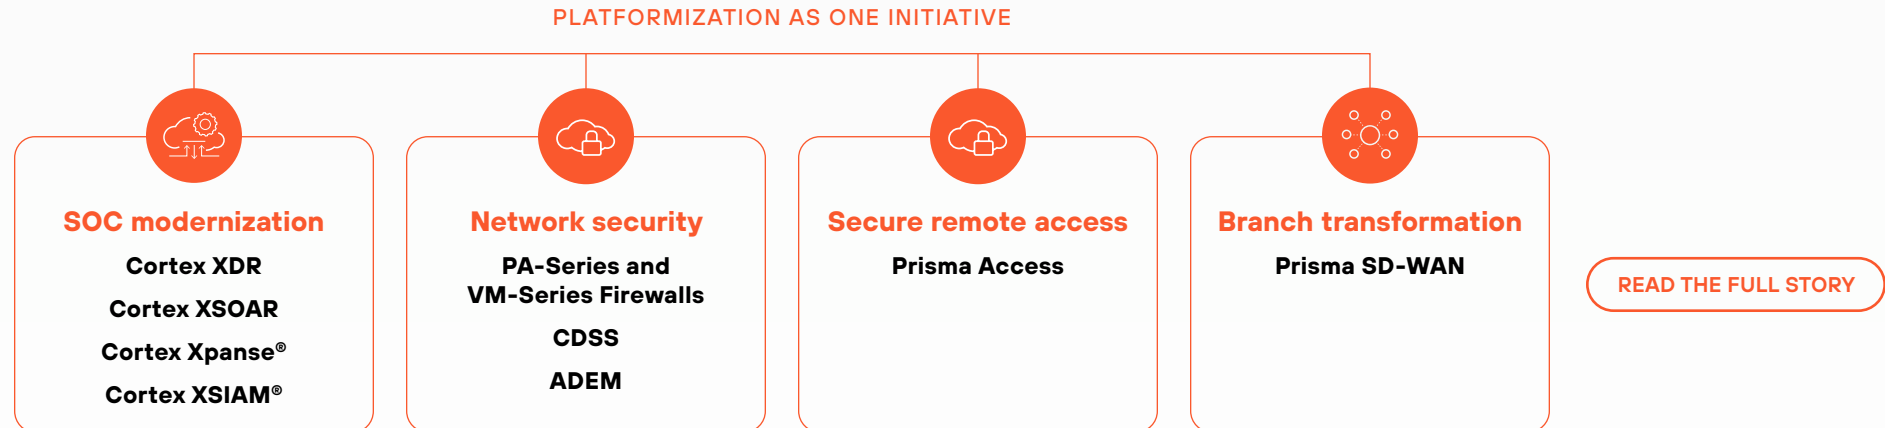 PLATFORMIZATION AS ONE INITIATIVE
SOC modernization
Cortex XDR
Cortex XSOAR
Cortex Xpanse®
Cortex XSIAM®
Network security
PA-Series and
VM-Series Firewalls
CDSS
ADEM
Secure remote access
Prisma Access
Branch transformation
Prisma SD-WAN
READ THE FULL STORY